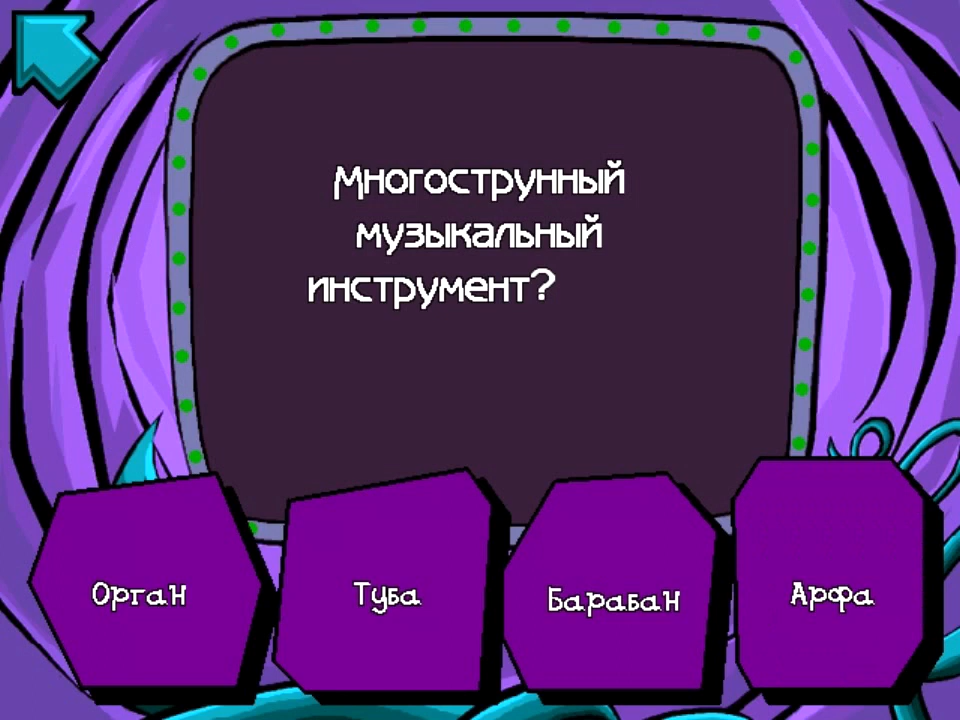 Многострунный
музыкальный
инструмент?
Орган
Туба
Барабан
Арфа